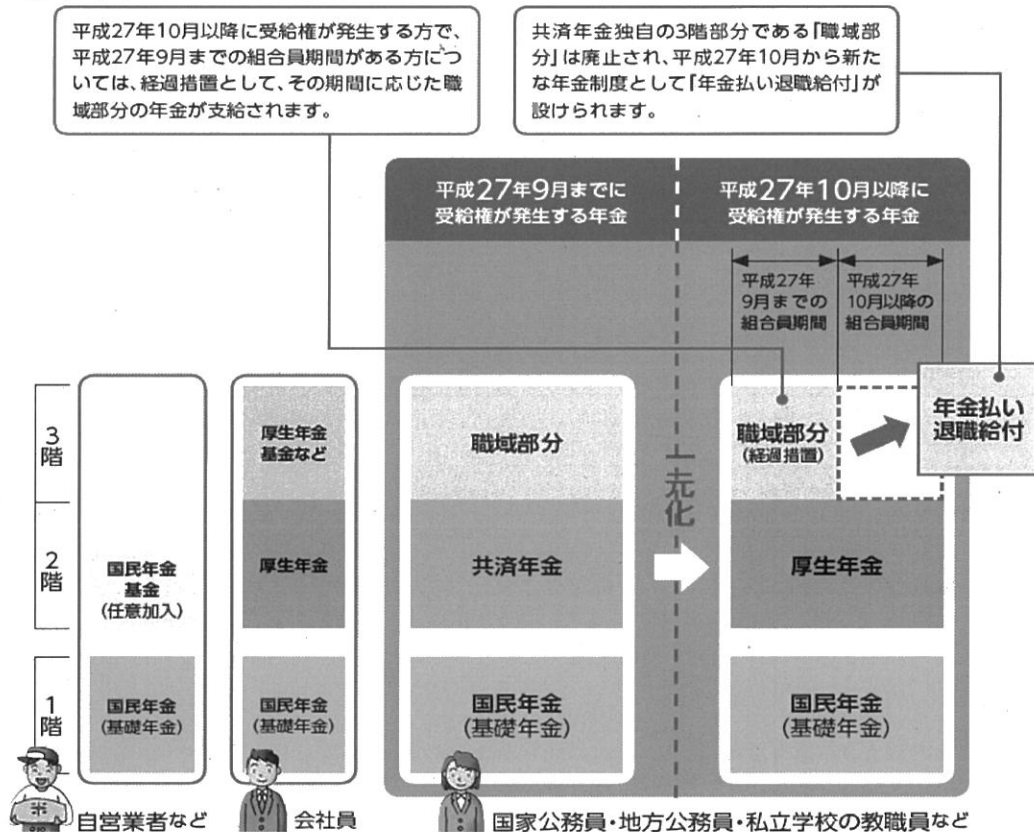 平成27年10月以降に受給権が発生する方で、
平成27年9月までの組合員期間がある方につ
いては、経過措置として、その期間に応じた職
域部分の年金が支給されます。
共済年金独自の3階部分である「職域部
分」は廃止され、平成27年10月から新た
な年金制度として「年金払い退職給付」が
設けられます。
平成27年9月までに
受給権が発生する年金
平成27年10月以降に
受給権が発生する年金
平成27年
9月までの
組合員期間
平成27年
10月以降の
組合員期間
3階
厚生年金
基金など
職域部分
職域部分
(経過措置)
年金払い
退職給付
一元化
2階
国民年金
基金
(任意加入)
厚生年金
共済年金
厚生年金
1階
国民年金
(基礎年金)
国民年金
(基礎年金)
国民年金
(基礎年金)
国民年金
(基礎年金)
米
自営業者など
会社員
国家公務員・地方公務員・私立学校の教職員など